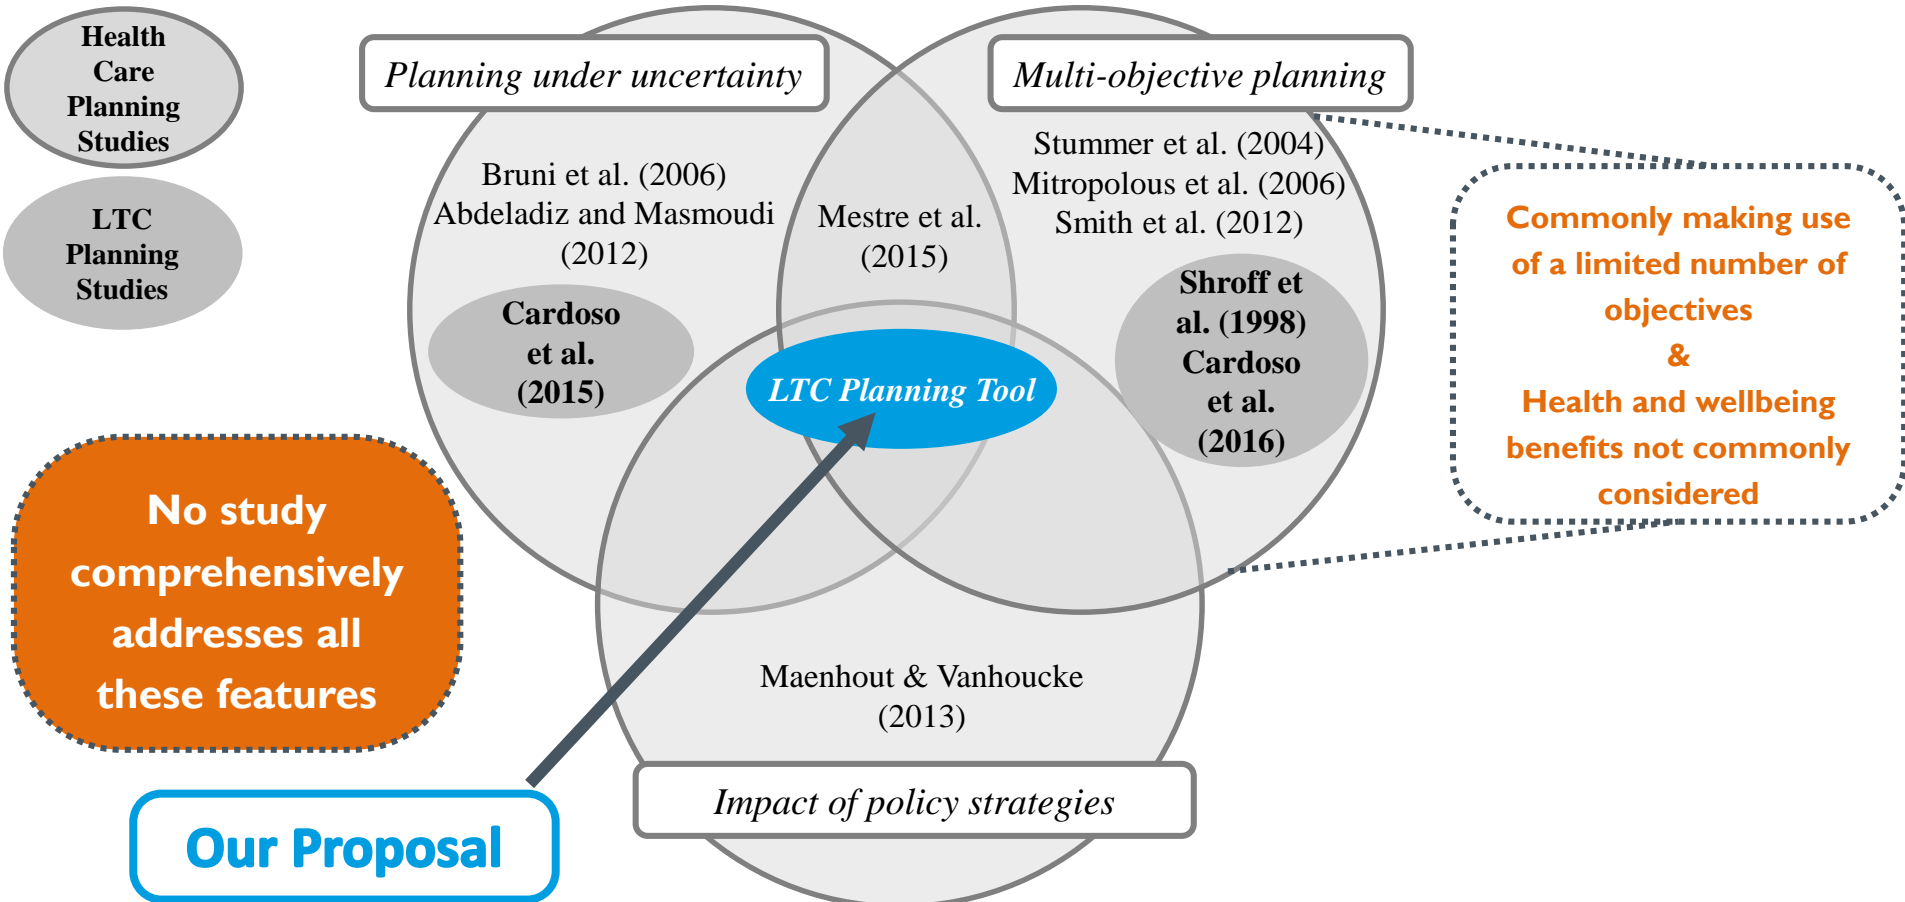 Health
Care
Planning
Studies
LTC
Planning
Studies
Planning under uncertainty
Multi-objective planning
Bruni et al. (2006)
Abdeladiz and Masmoudi
(2012)
Cardoso
et al.
(2015)
Mestre et al.
(2015)
Stummer et al. (2004)
Mitropolous et al. (2006)
Smith et al. (2012)
Shroff et
al. (1998)
Cardoso
et al.
(2016)
LTC Planning Tool
Commonly making use
of a limited number of
objectives
&
Health and wellbeing
benefits not commonly
considered
No study
comprehensively
addresses all
these features
Maenhout & Vanhoucke
(2013)
Impact of policy strategies
Our Proposal